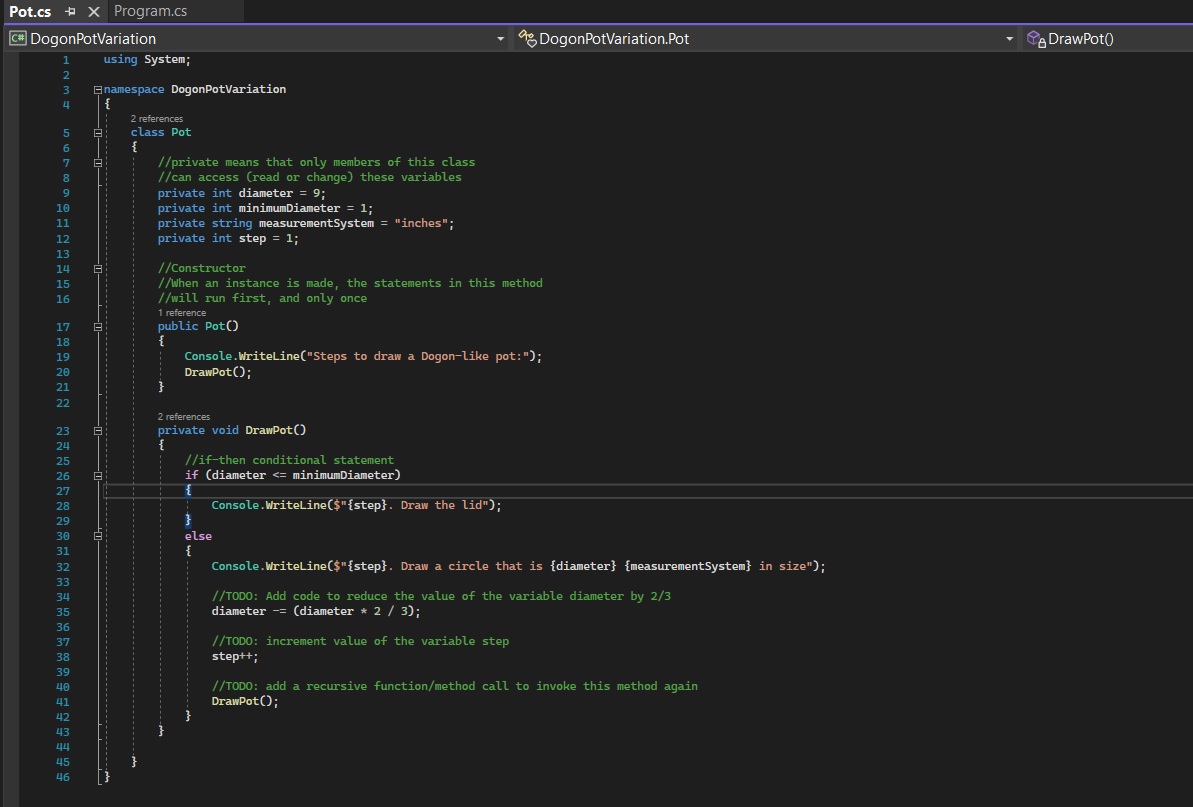 Pot.cs Program.cs
C# DogonPotVariation DogonPotVariation.Pot DrawPot()
1 using System;
2
3 namespace DogonPotVariation
4 {
2 references
5 class Pot
6 {
7 //private means that only members of this class
8 //can access (read or change) these variables
9 private int diameter = 9;
10 private int minimumDiameter = 1;
11 private string measurementSystem = "inches";
12 private int step = 1;
13
14 //Constructor
15 //When an instance is made, the statements in this method
16 //will run first, and only once
1 reference
17 public Pot()
18 {
19 Console.WriteLine("Steps to draw a Dogon-like pot:");
20 DrawPot();
21 }
22
2 references
23 private void DrawPot()
24 {
25 //if-then conditional statement
26 if (diameter <= minimumDiameter)
27 {
28 Console.WriteLine($"{step}. Draw the lid");
29 }
30 else
31 {
32 Console.WriteLine($"{step}. Draw a circle that is {diameter} {measurementSystem} in size");
33
34 //TODO: Add code to reduce the value of the variable diameter by 2/3
35 diameter -= (diameter * 2 / 3);
36
37 //TODO: increment value of the variable step
38 step++;
39
40 //TODO: add a recursive function/method call to invoke this method again
41 DrawPot();
42 }
43 }
44
45 }
46 }